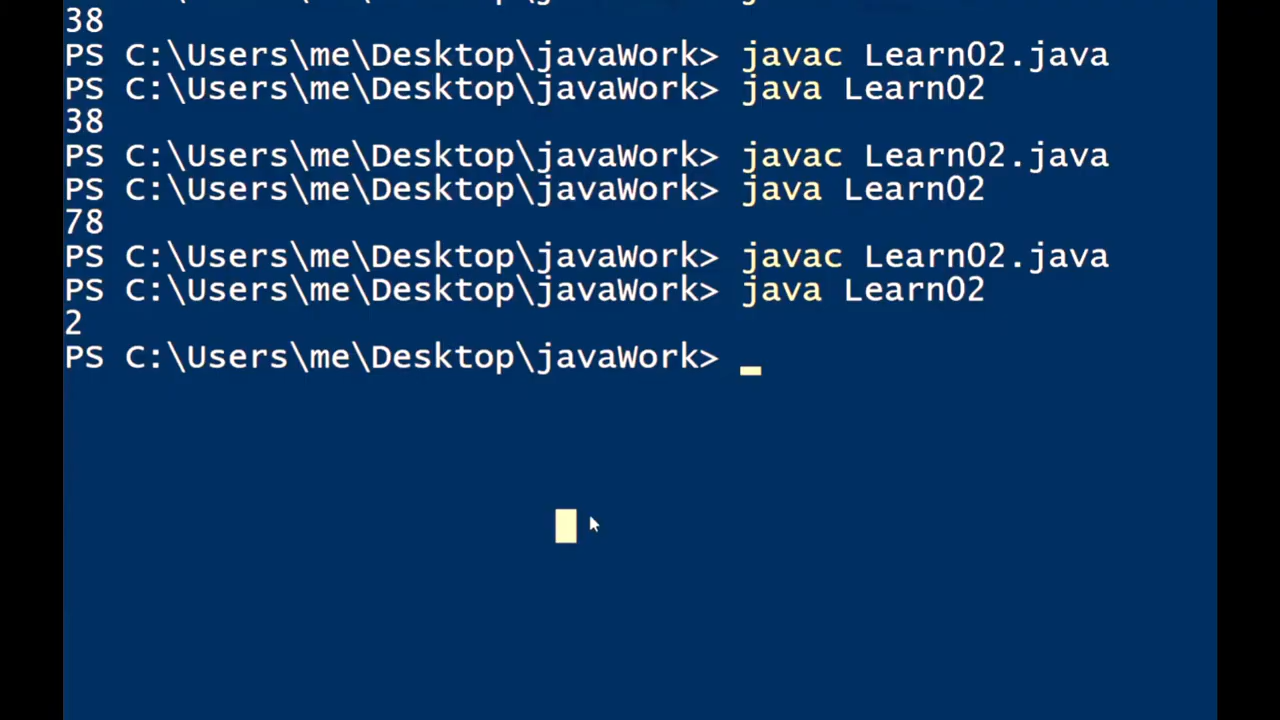 38
PS C:\Users\me\Desktop\javaWork> javac Learn02.java
PS C:\Users\me\Desktop\javaWork> java Learn02
38
PS C:\Users\me\Desktop\javaWork> javac Learn02.java
PS C:\Users\me\Desktop\javaWork> java Learn02
78
PS C:\Users\me\Desktop\javaWork> javac Learn02.java
PS C:\Users\me\Desktop\javaWork> java Learn02
2
PS C:\Users\me\Desktop\javaWork>